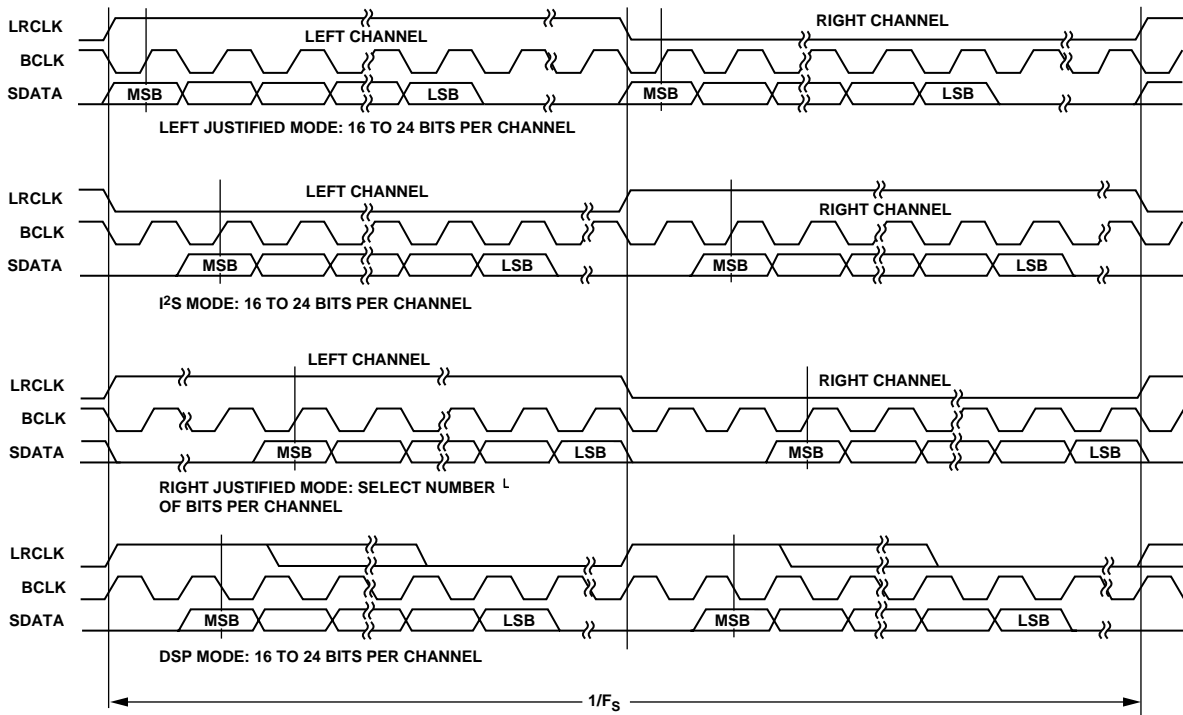 LRCLK
LEFT CHANNEL
RIGHT CHANNEL
BCLK
SDATA
MSB
LSB
MSB
LSB
LEFT JUSTIFIED MODE: 16 TO 24 BITS PER CHANNEL
LRCLK
LEFT CHANNEL
RIGHT CHANNEL
BCLK
SDATA
MSB
LSB
MSB
LSB
I2S MODE: 16 TO 24 BITS PER CHANNEL
LEFT CHANNEL
LRCLK
RIGHT CHANNEL
BCLK
SDATA
MSB
LSB
MSB
LSB
RIGHT JUSTIFIED MODE: SELECT NUMBER L
OF BITS PER CHANNEL
LRCLK
BCLK
SDATA
MSB
LSB
MSB
LSB
DSP MODE: 16 TO 24 BITS PER CHANNEL
1/FS